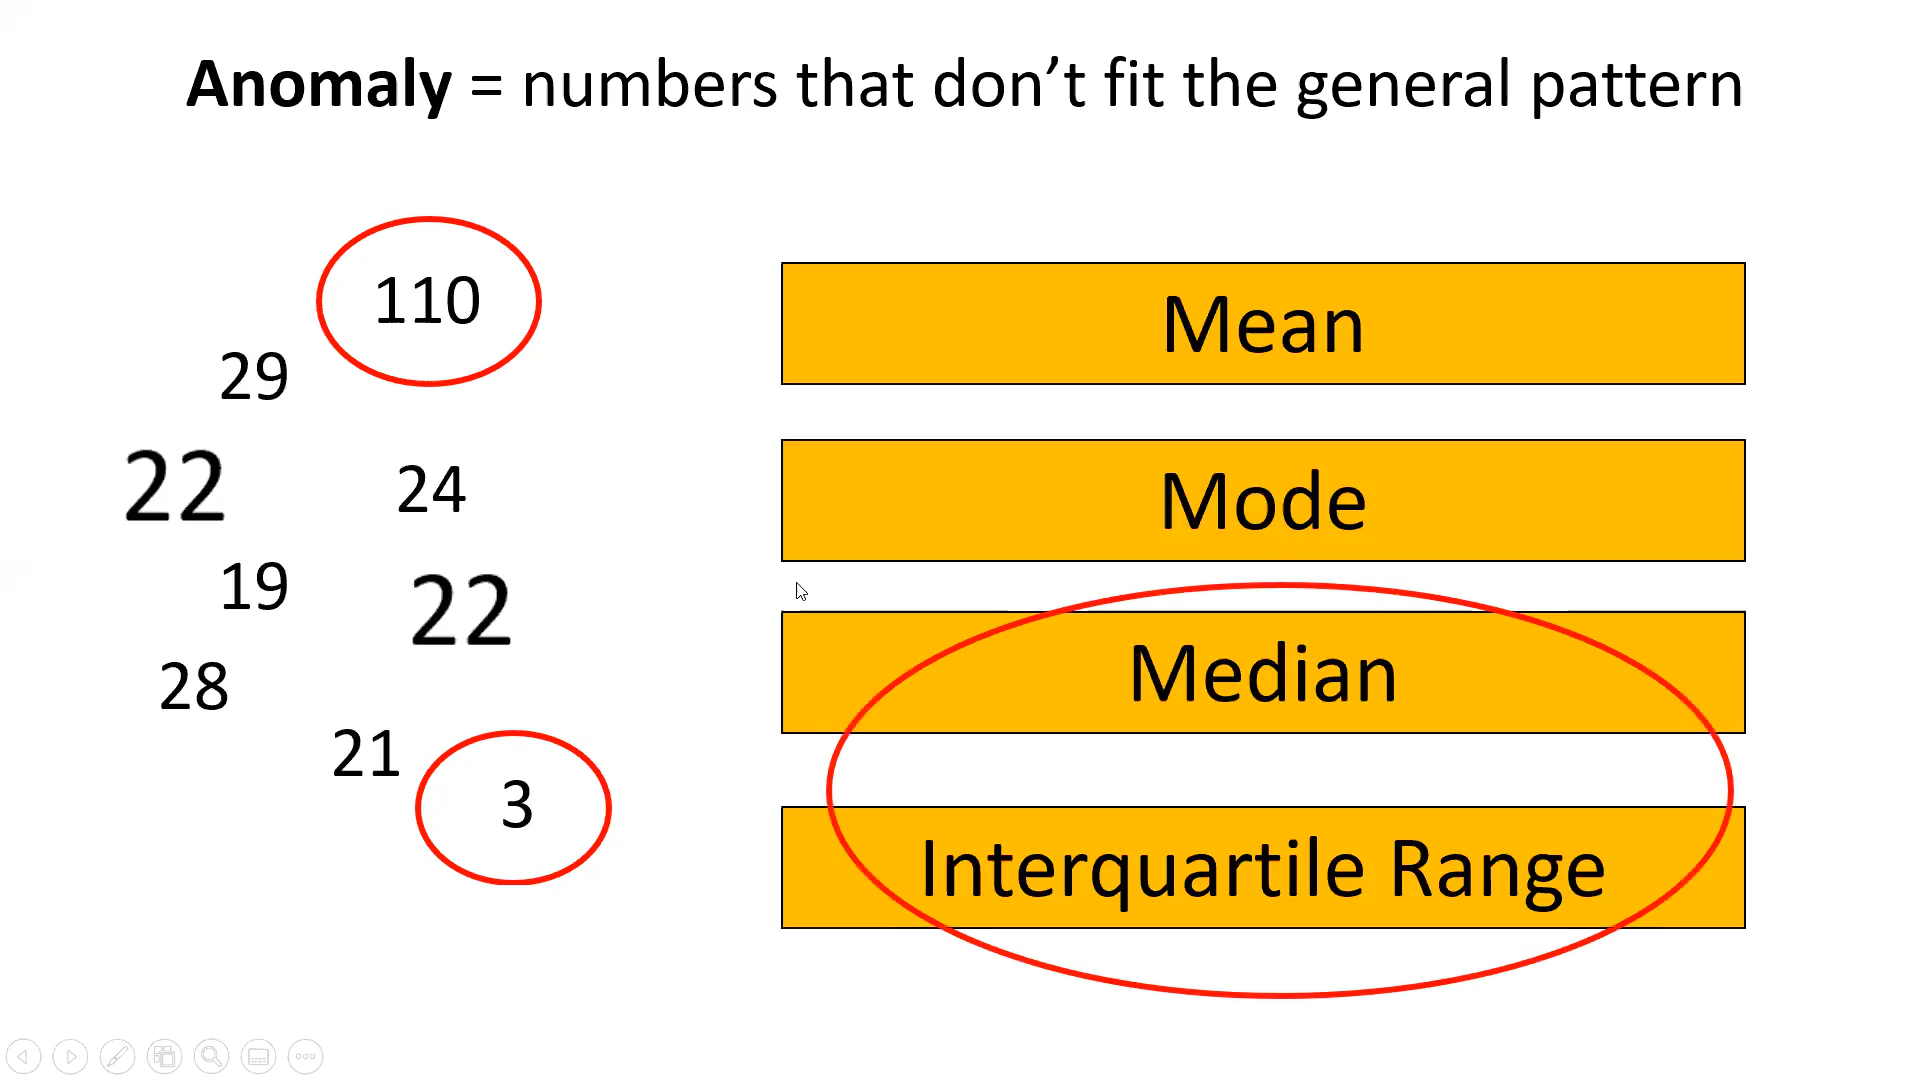 Anomaly = numbers that don’t fit the general pattern
110
29
22
24
19
22
28
21
3
Mean
Mode
Median
Interquartile Range